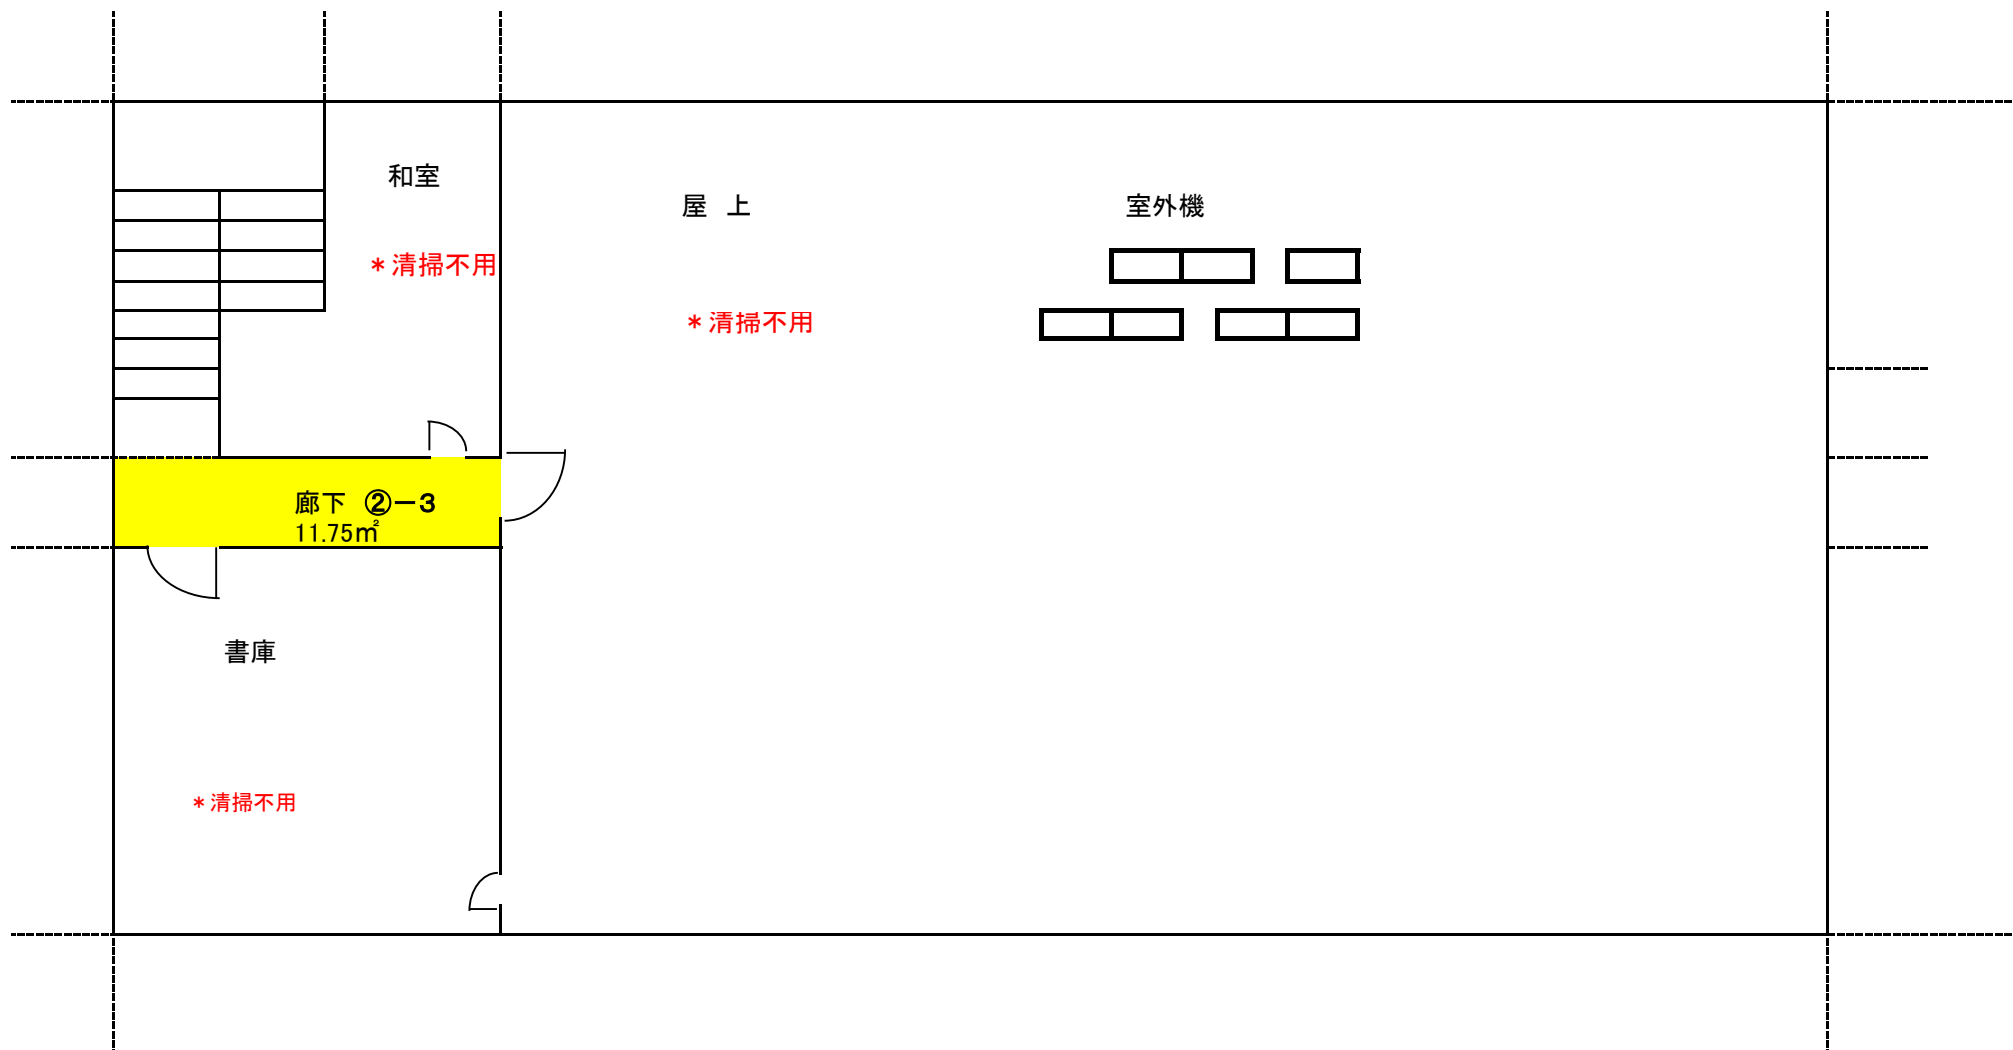 和室
屋　上
室外機
＊清掃不用
＊清掃不用
廊下　②－３
11.75㎡
書庫
＊清掃不用